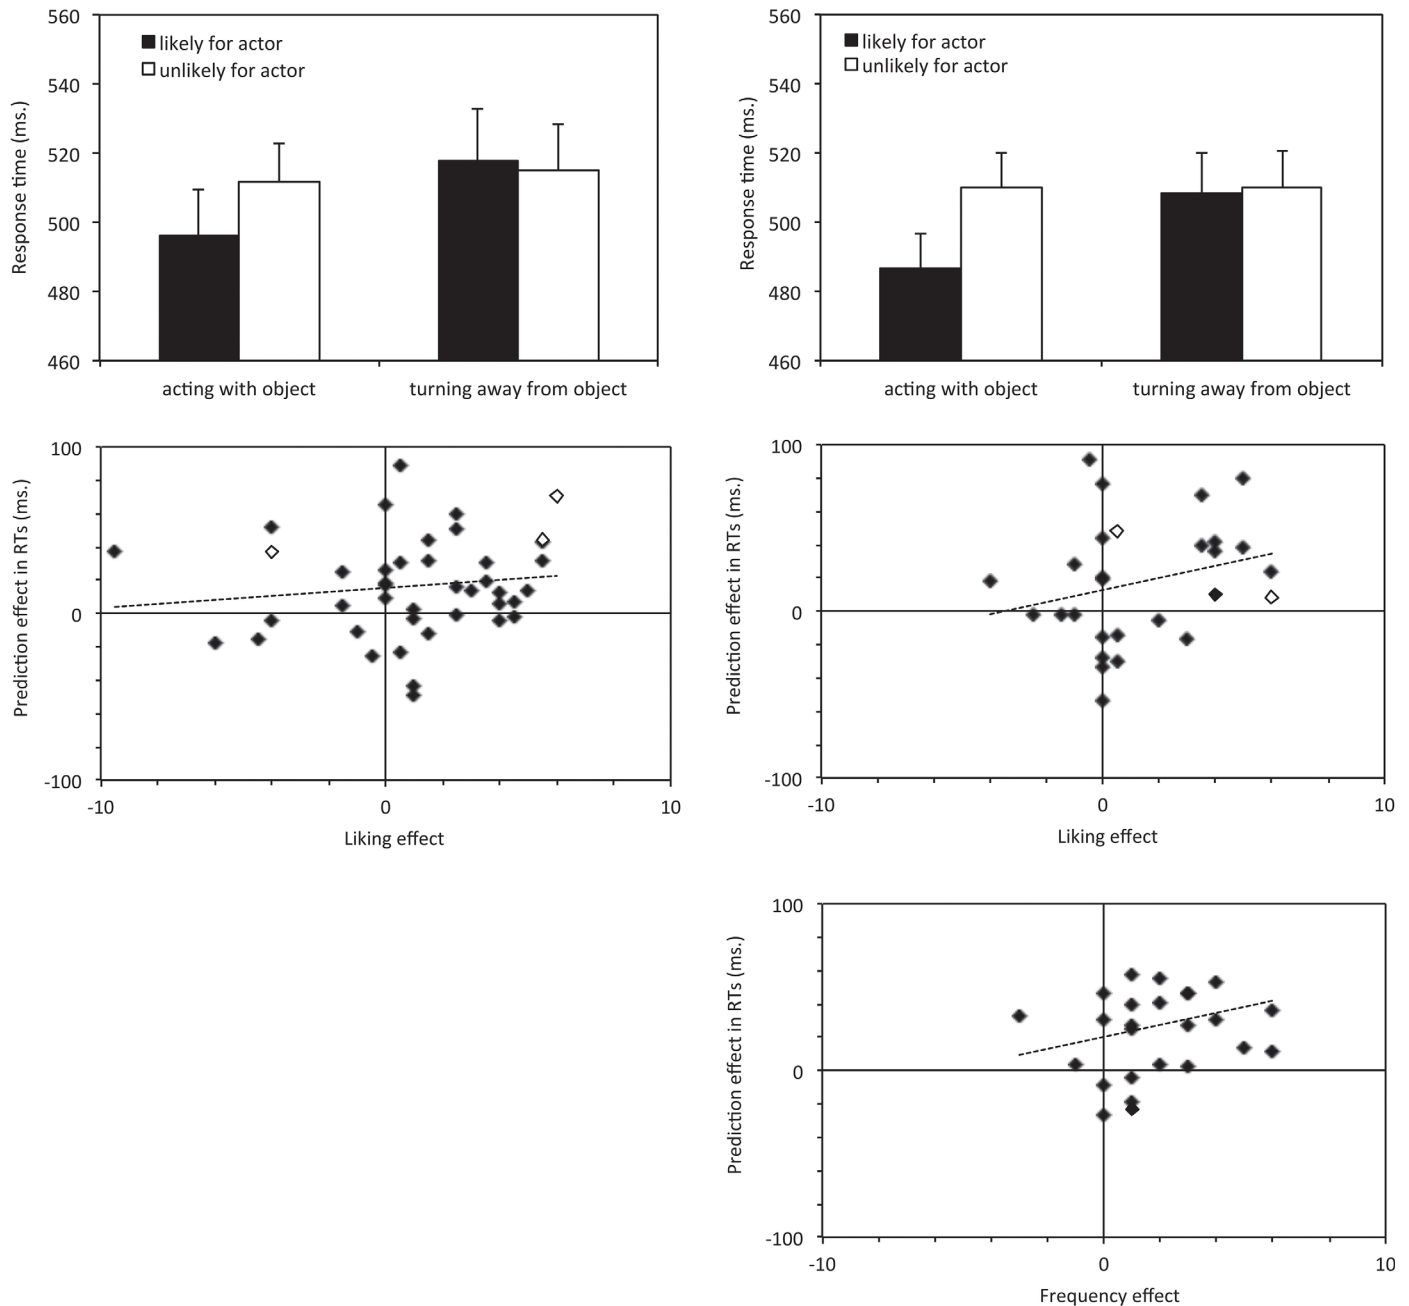 560
540
520
500
480
460
Response time (ms.)
likely for actor
unlikely for actor
acting with object
turning away from object
560
540
520
500
480
460
Response time (ms.)
likely for actor
unlikely for actor
acting with object
turning away from object
100
0
-100
Prediction effect in RTs (ms.)
-10
0
10
Liking effect
100
0
-100
Prediction effect in RTs (ms.)
-10
0
10
Liking effect
100
0
-100
Prediction effect in RTs (ms.)
-10
0
10
Frequency effect